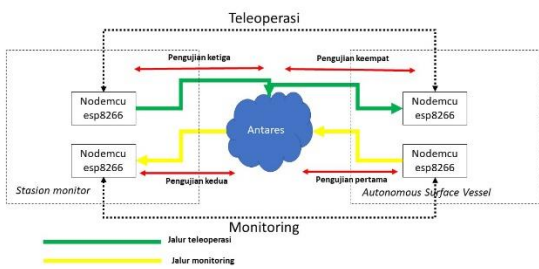 Teleoperasi
Pengujian ketiga
Pengujian keempat
Nodemcu
esp8266
Nodemcu
esp8266
Antares
Nodemcu
esp8266
Nodemcu
esp8266
Stasion monitor
Pengujian kedua
Pengujian pertama
Autonomous Surface Vessel
Monitoring
Jalur teleoperasi
Jalur monitoring